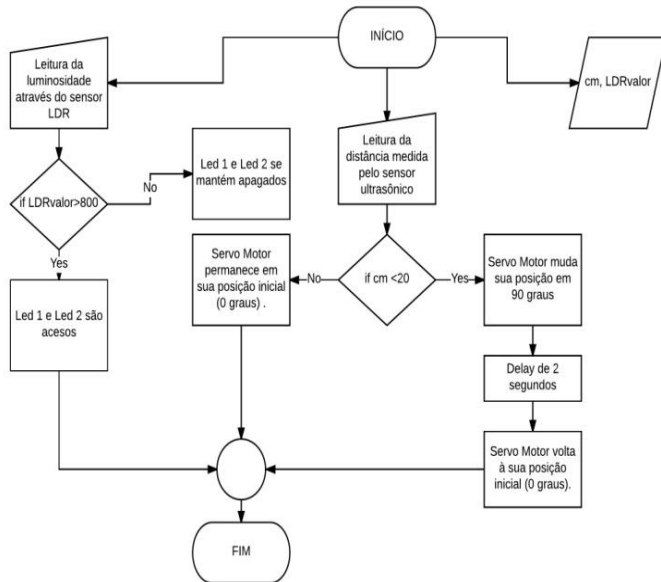 INÍCIO
Leitura da
luminosidade
através do sensor
LDR
cm, LDRvalor
Leitura da
distância medida
pelo sensor
ultrasônico
Led 1 e Led 2 se
mantém apagados
No
if LDRvalor>800
Yes
Servo Motor
permanece em
sua posição inicial
(0 graus) .
No
if cm <20
Yes
Servo Motor muda
sua posição em
90 graus
Led 1 e Led 2 são
acesos
Delay de 2
segundos
Servo Motor volta
à sua posição
inicial (0 graus).
FIM